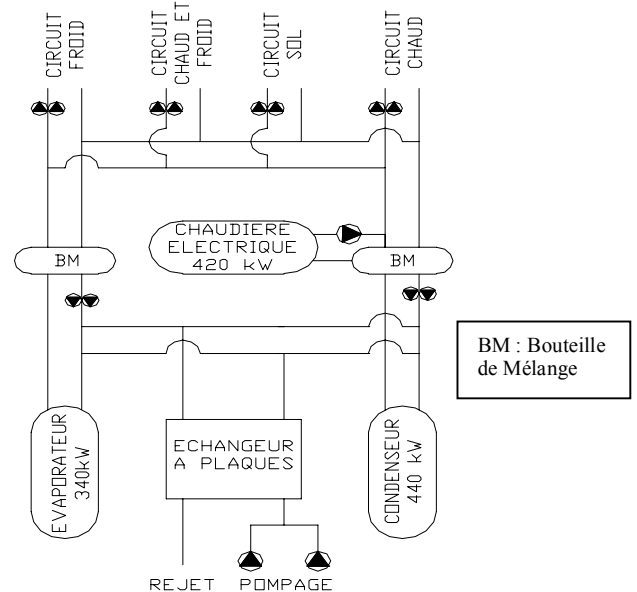 CIRCUIT
FROID
CIRCUIT
CHAUD ET
FROID
CIRCUIT
SOL
CIRCUIT
CHAUD
CHAUDIERE
ELECTRIQUE
420 kW
BM
BM
BM : Bouteille
de Mélange
EVAPORATEUR
340kW
ECHANGEUR
A PLAQUES
CONDENSEUR
440 kW
REJET
POMPAGE